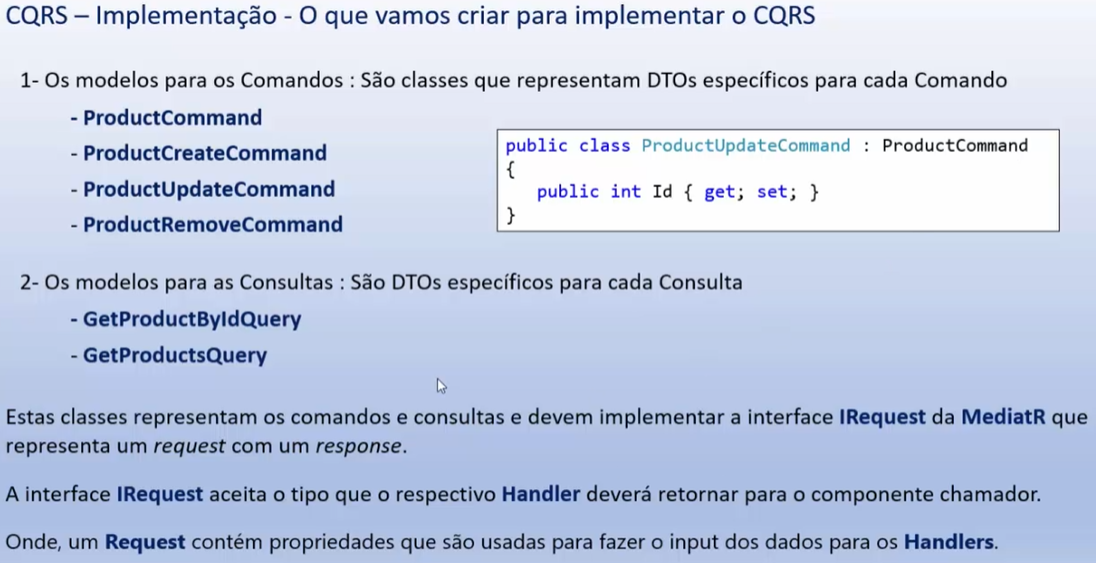 CQRS – Implementação - O que vamos criar para implementar o CQRS
1- Os modelos para os Comandos : São classes que representam DTOs específicos para cada Comando
- ProductCommand
- ProductCreateCommand
- ProductUpdateCommand
- ProductRemoveCommand
public class ProductUpdateCommand : ProductCommand
{
public int Id { get; set; }
}
2- Os modelos para as Consultas : São DTOs específicos para cada Consulta
- GetProductByIdQuery
- GetProductsQuery
Estas classes representam os comandos e consultas e devem implementar a interface IRequest da MediatR que
representa um request com um response.
A interface IRequest aceita o tipo que o respectivo Handler deverá retornar para o componente chamador.
Onde, um Request contém propriedades que são usadas para fazer o input dos dados para os Handlers.